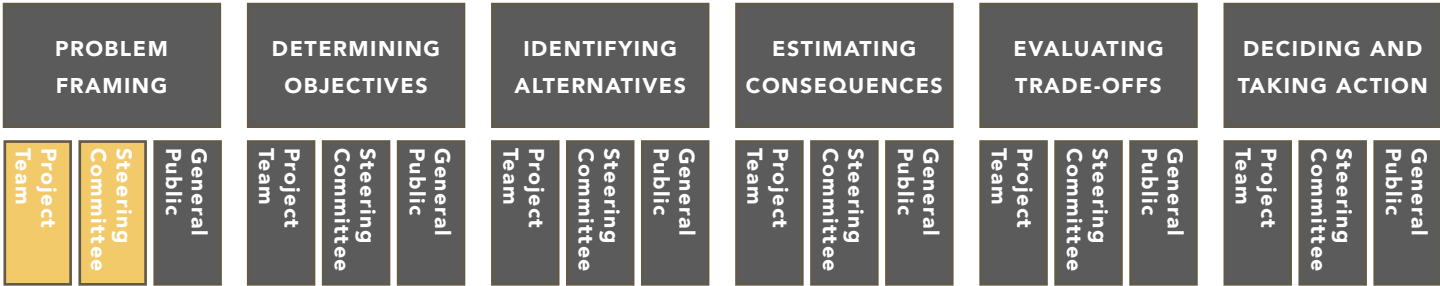 PROBLEM
FRAMING
DETERMINING
OBJECTIVES
IDENTIFYING
ALTERNATIVES
ESTIMATING
CONSEQUENCES
EVALUATING
TRADE-OFFS
DECIDING AND
TAKING ACTION
Project
Team
Steering
Committee
General
Public
Project
Team
Steering
Committee
General
Public
Project
Team
Steering
Committee
General
Public
Project
Team
Steering
Committee
General
Public
Project
Team
Steering
Committee
General
Public
Project
Team
Steering
Committee
General
Public